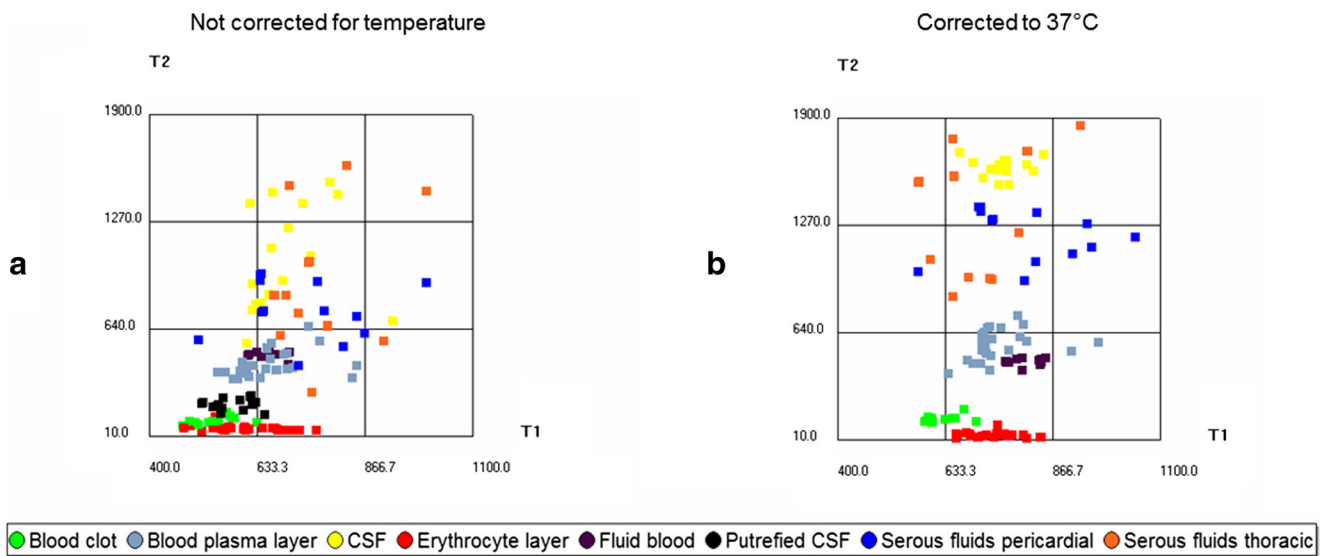 Not corrected for temperature
Corrected to 37°C
T2
1900.0
1270.0
640.0
10.0
T1
400.0 633.3 866.7 1100.0
a
T2
1900.0
1270.0
640.0
10.0
T1
400.0 633.3 866.7 1100.0
b
Blood clot Blood plasma layer CSF Erythrocyte layer Fluid blood Putrefied CSF Serous fluids pericardial Serous fluids thoracic